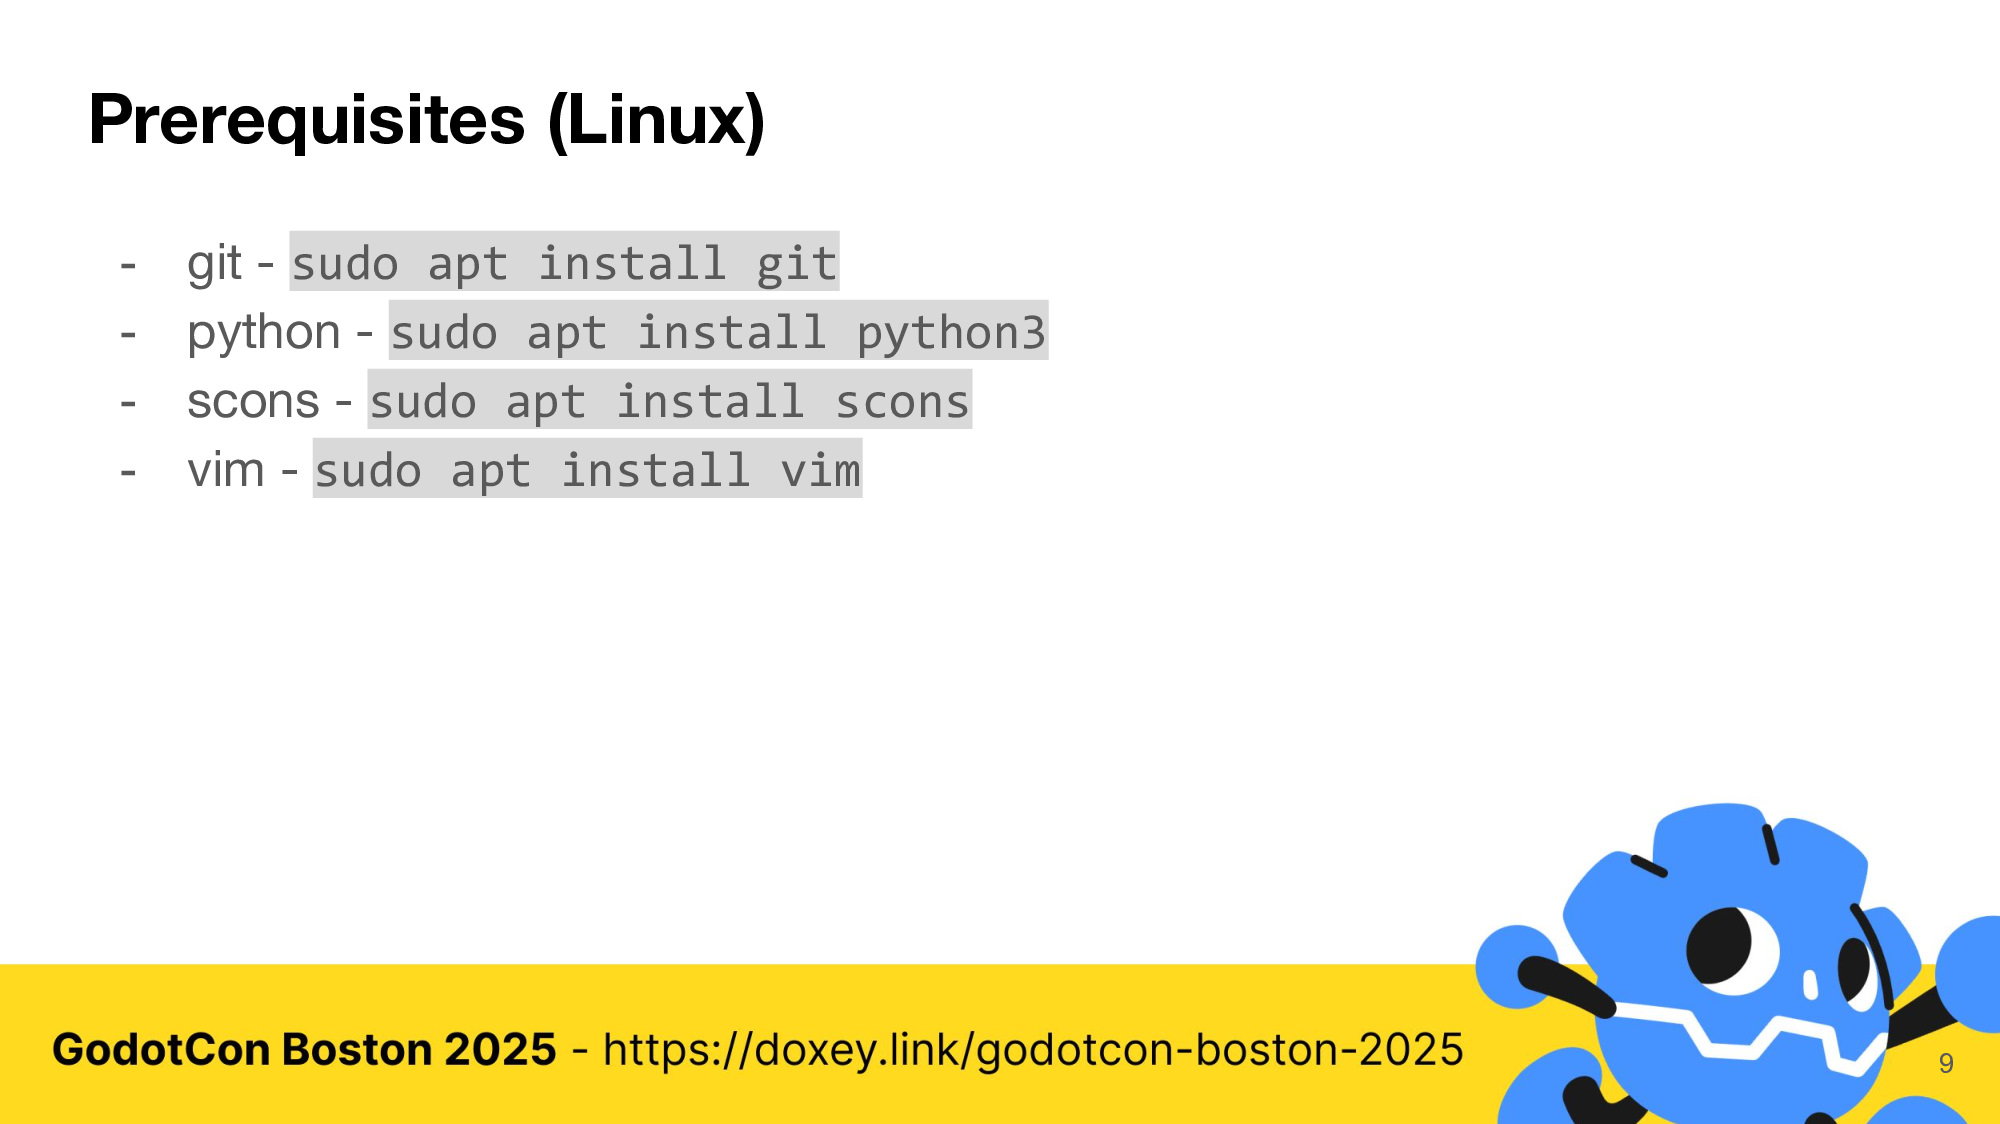 Prerequisites (Linux)
- git - sudo apt install git
- python - sudo apt install python3
- scons - sudo apt install scons
- vim - sudo apt install vim
GodotCon Boston 2025 - https://doxey.link/godotcon-boston-2025
9